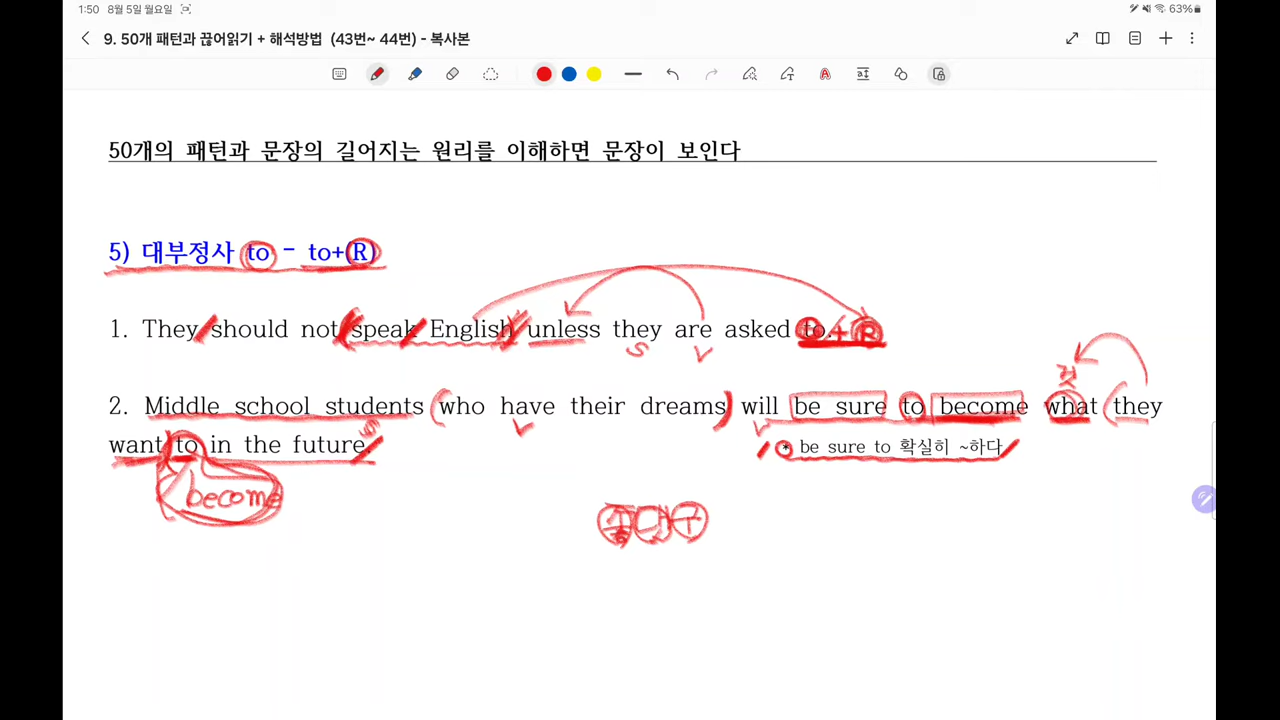 1:50 8월 5일 월요일
63%
9. 50개 패턴과 끊어읽기 + 해석방법 (43번~ 44번) - 복사본
50개의 패턴과 문장의 길어지는 원리를 이해하면 문장이 보인다
5) 대부정사 to - to+(R)
1. They should not speak English unless they are asked to. + R
S V
것
2. Middle school students (who have their dreams) will be sure to become what (they
S V V
want to in the future.
* be sure to 확실히 ~하다
become